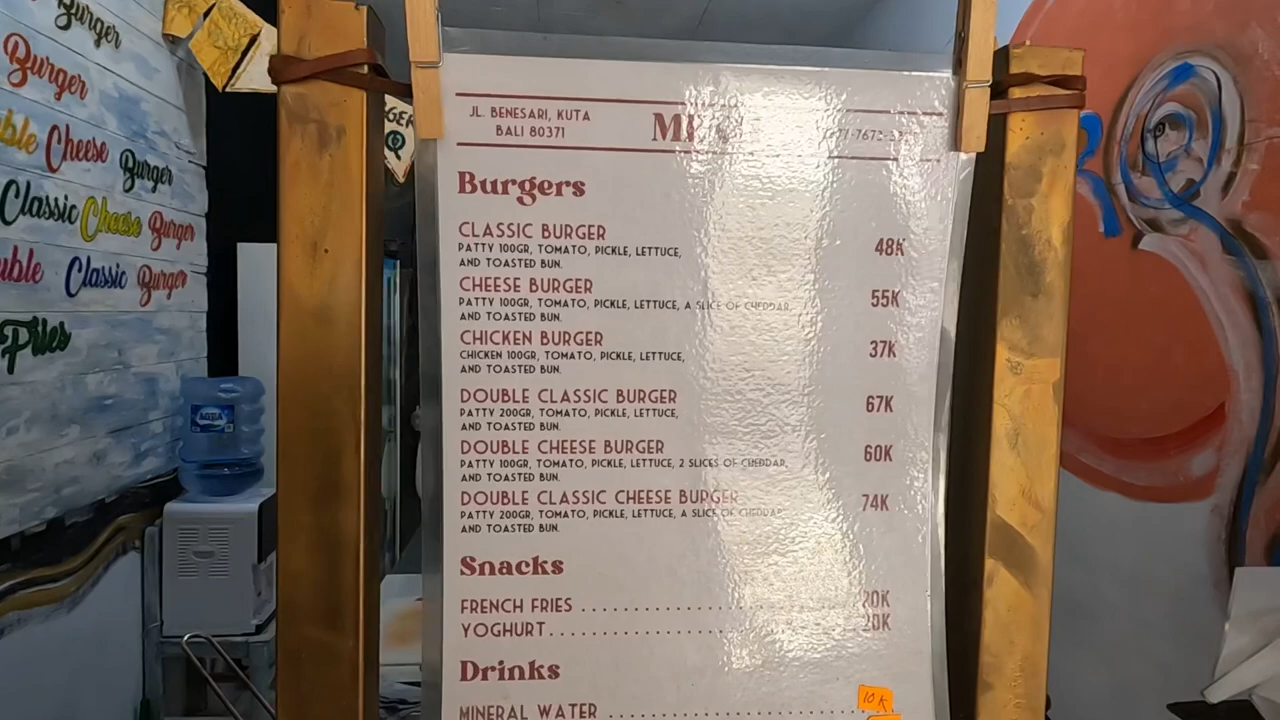 Burger
Burger
Cheese Burger
Classic Cheese Burger
Classic Burger
Fries
AQUA
JL. BENESARI, KUTA
BALI 80371
Burgers
CLASSIC BURGER 48K
PATTY 100GR, TOMATO, PICKLE, LETTUCE,
AND TOASTED BUN.
CHEESE BURGER 55K
PATTY 100GR, TOMATO, PICKLE, LETTUCE, A SLICE OF CHEDDAR,
AND TOASTED BUN.
CHICKEN BURGER 37K
CHICKEN 100GR, TOMATO, PICKLE, LETTUCE,
AND TOASTED BUN.
DOUBLE CLASSIC BURGER 67K
PATTY 200GR, TOMATO, PICKLE, LETTUCE,
AND TOASTED BUN.
DOUBLE CHEESE BURGER 60K
PATTY 100GR, TOMATO, PICKLE, LETTUCE, 2 SLICES OF CHEDDAR,
AND TOASTED BUN.
DOUBLE CLASSIC CHEESE BURGER 74K
PATTY 200GR, TOMATO, PICKLE, LETTUCE, A SLICE OF CHEDDAR,
AND TOASTED BUN.
Snacks
FRENCH FRIES ........................ 20K
YOGHURT........................ 20K
Drinks
MINERAL WATER ........................ 10K